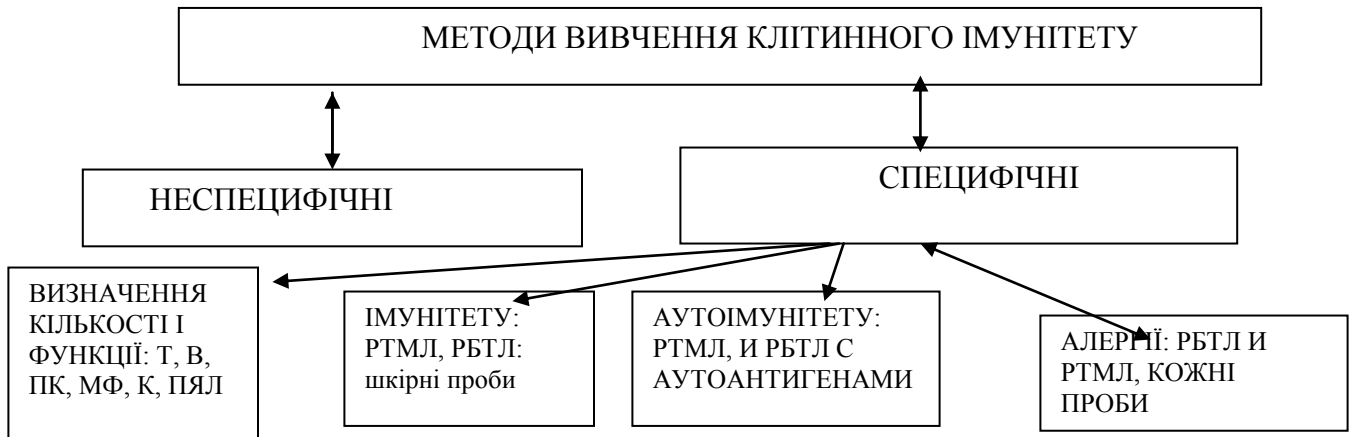 МЕТОДИ ВИВЧЕННЯ КЛІТИННОГО ІМУНІТЕТУ
НЕСПЕЦИФІЧНІ
СПЕЦИФІЧНІ
ВИЗНАЧЕННЯ
КІЛЬКОСТІ І
ФУНКЦІЇ: Т, В,
ПК, МФ, К, ПЯЛ
ІМУНІТЕТУ:
РТМЛ, РБТЛ:
шкірні проби
АУТОІМУНІТЕТУ:
РТМЛ, И РБТЛ С
АУТОАНТИГЕНАМИ
АЛЕРГІЇ: РБТЛ И
РТМЛ, КОЖНІ
ПРОБИ